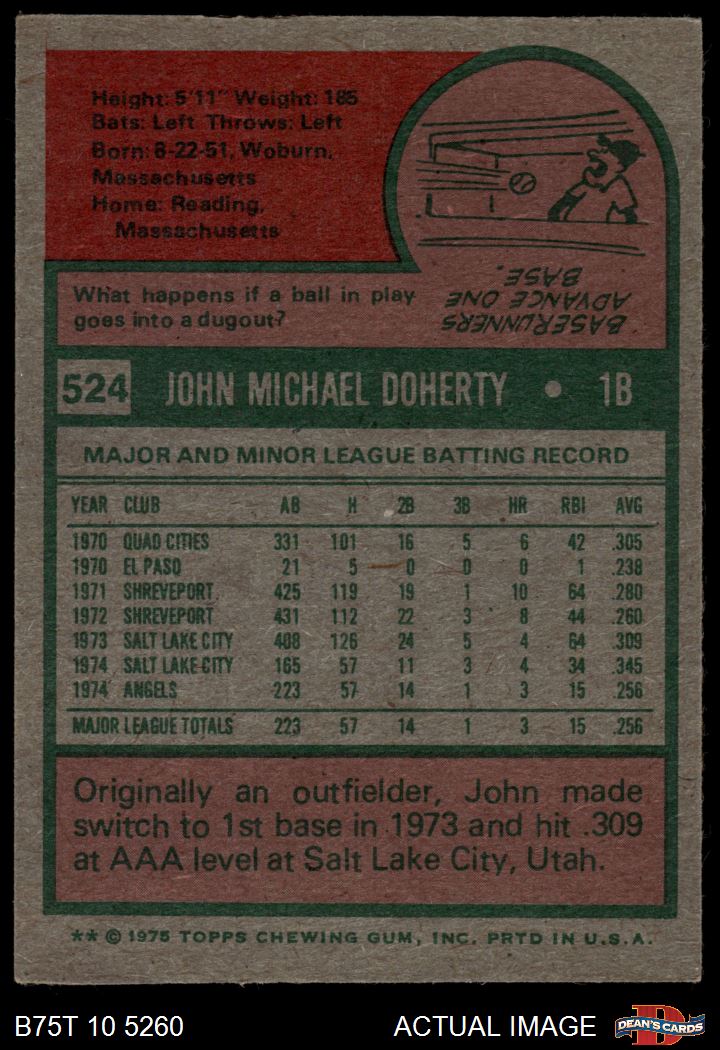 Height: 5'11" Weight: 185
Bats: Left Throws: Left
Born: 8-22-51, Woburn,
Massachusetts
Home: Reading,
Massachusetts
What happens if a ball in play
goes into a dugout?
BASERUNNERS
ADVANCE ONE
BASE.
524 JOHN MICHAEL DOHERTY • 1B
MAJOR AND MINOR LEAGUE BATTING RECORD
YEAR CLUB AB H 2B 3B HR RBI AVG
1970 QUAD CITIES 331 101 16 5 6 42 .305
1970 EL PASO 21 5 0 0 0 1 .238
1971 SHREVEPORT 425 119 19 1 10 64 .280
1972 SHREVEPORT 431 112 22 3 8 44 .260
1973 SALT LAKE CITY 408 126 24 5 4 64 .309
1974 SALT LAKE CITY 165 57 11 3 4 34 .345
1974 ANGELS 223 57 14 1 3 15 .256
MAJOR LEAGUE TOTALS 223 57 14 1 3 15 .256
Originally an outfielder, John made
switch to 1st base in 1973 and hit .309
at AAA level at Salt Lake City, Utah.
** © 1975 TOPPS CHEWING GUM, INC. PRTD IN U.S.A.
B75T 10 5260 ACTUAL IMAGE DEAN'S CARDS